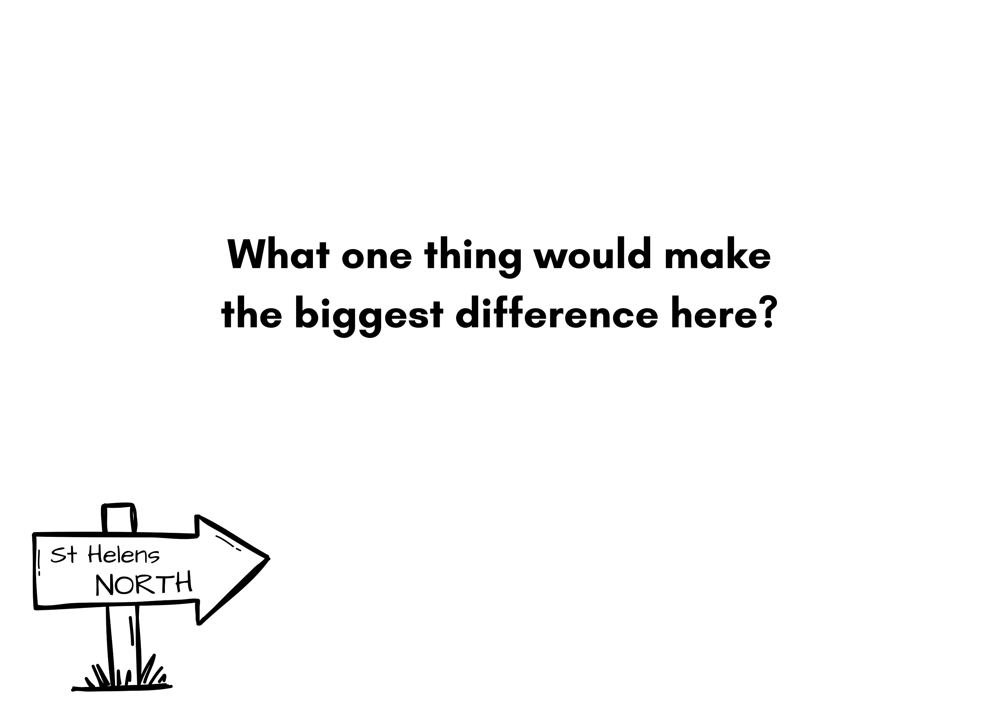 What one thing would make
the biggest difference here?
St Helens
NORTH